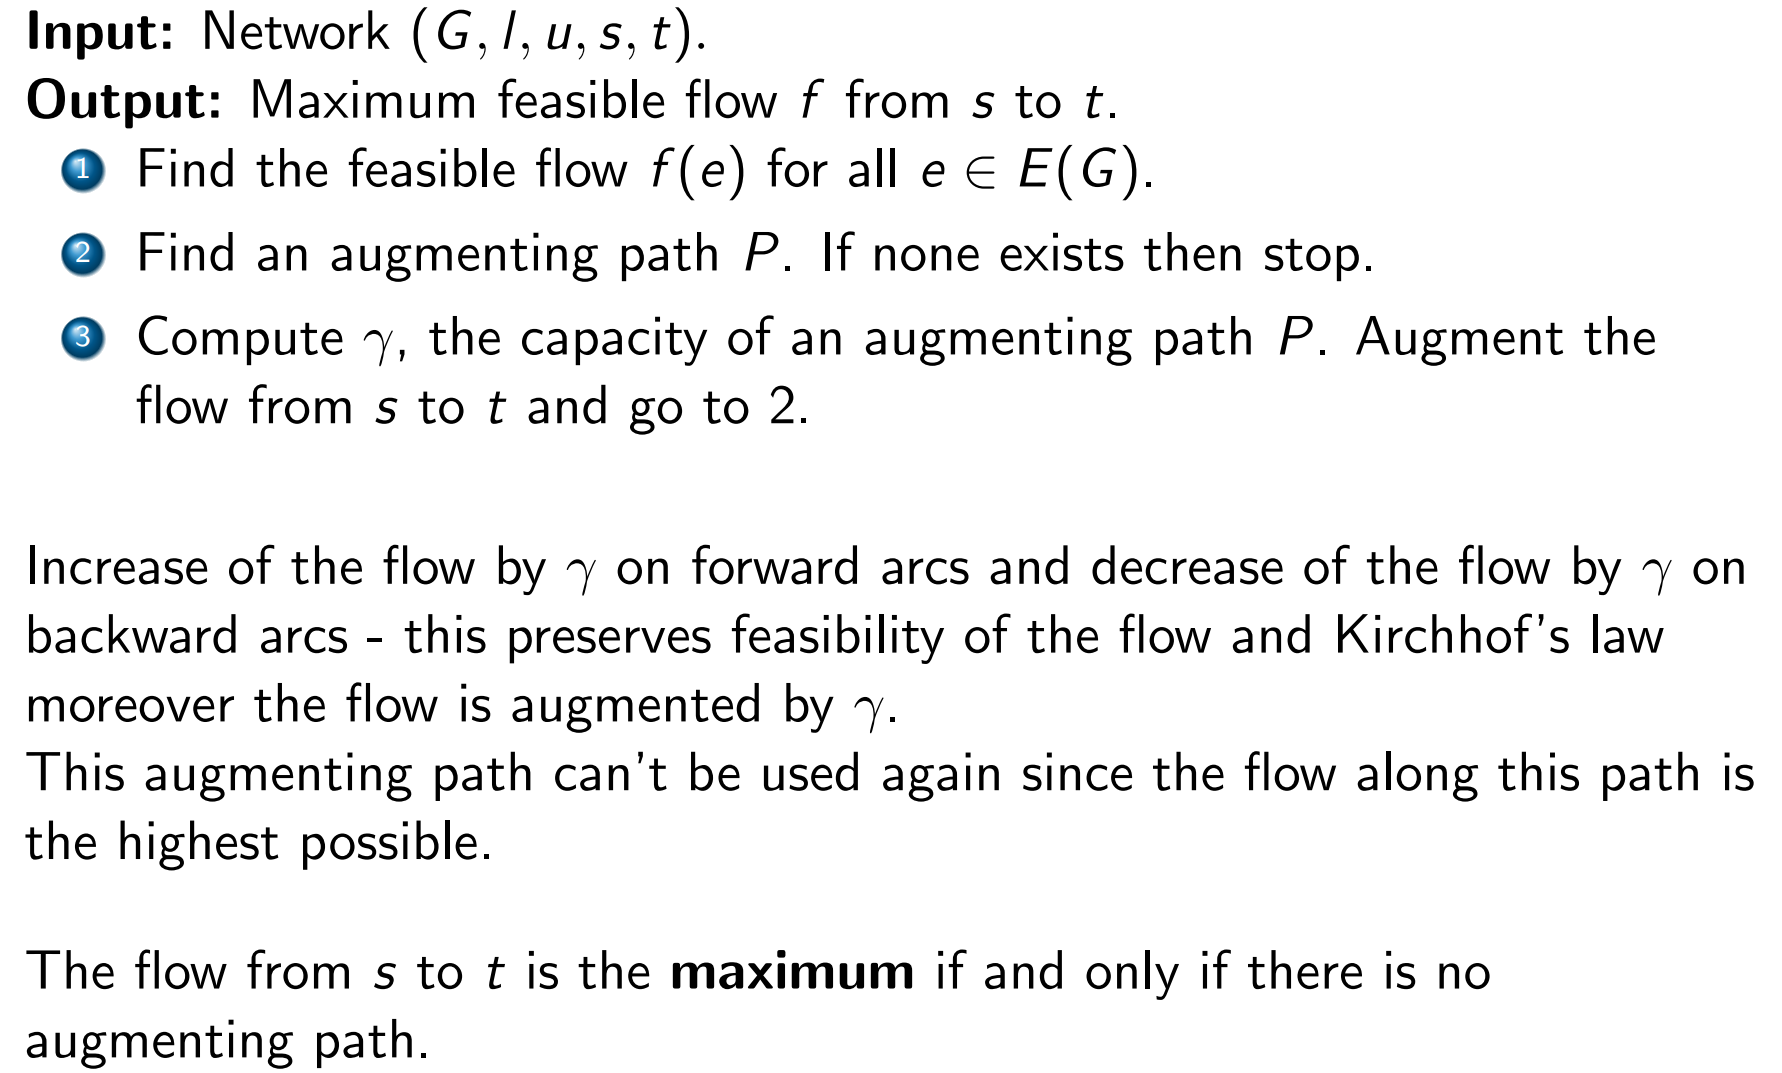 Input: Network (G, l, u, s, t).
Output: Maximum feasible flow f from s to t.
1 Find the feasible flow f(e) for all e ∈ E(G).
2 Find an augmenting path P. If none exists then stop.
3 Compute γ, the capacity of an augmenting path P. Augment the
flow from s to t and go to 2.
Increase of the flow by γ on forward arcs and decrease of the flow by γ on
backward arcs - this preserves feasibility of the flow and Kirchhof's law
moreover the flow is augmented by γ.
This augmenting path can't be used again since the flow along this path is
the highest possible.
The flow from s to t is the maximum if and only if there is no
augmenting path.